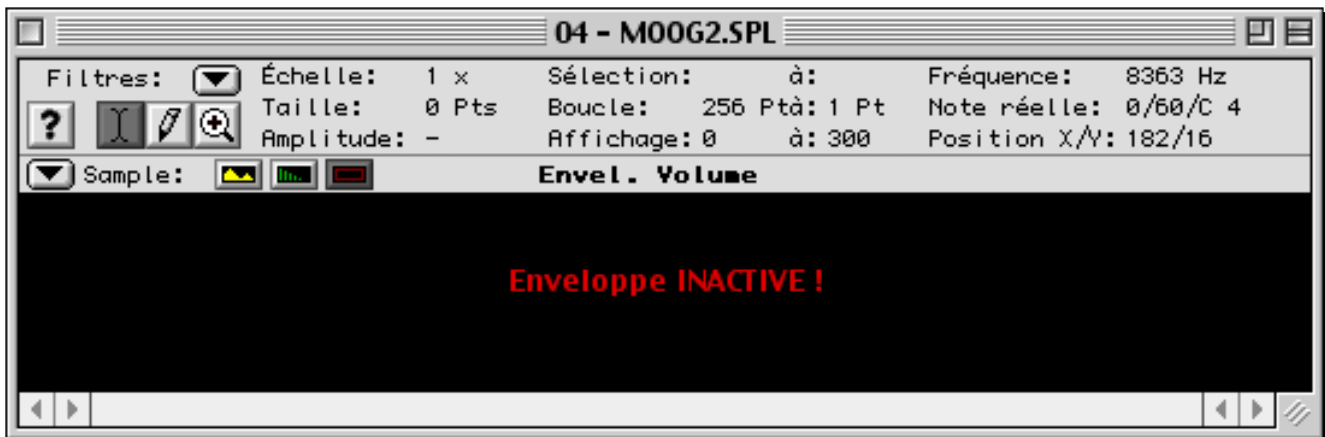 04 - MOOG2.SPL
Filtres: Échelle: 1 x Sélection: à: Fréquence: 8363 Hz
? Taille: 0 Pts Boucle: 256 Ptà: 1 Pt Note réelle: 0/60/C 4
Amplitude: - Affichage: 0 à: 300 Position X/Y: 182/16
Sample: Envel. Volume
Enveloppe INACTIVE !